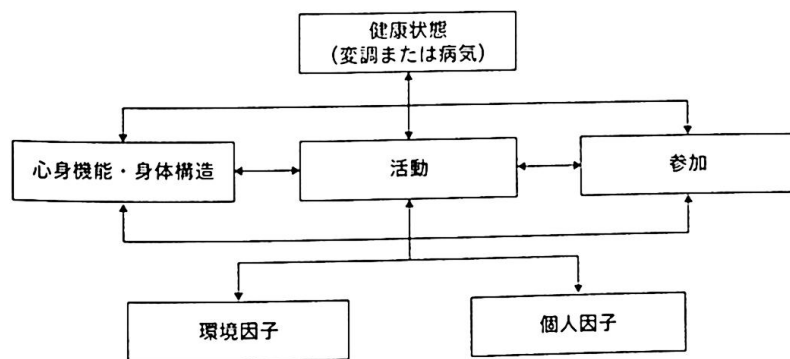 健康状態
(変調または病気)
心身機能・身体構造
活動
参加
環境因子
個人因子